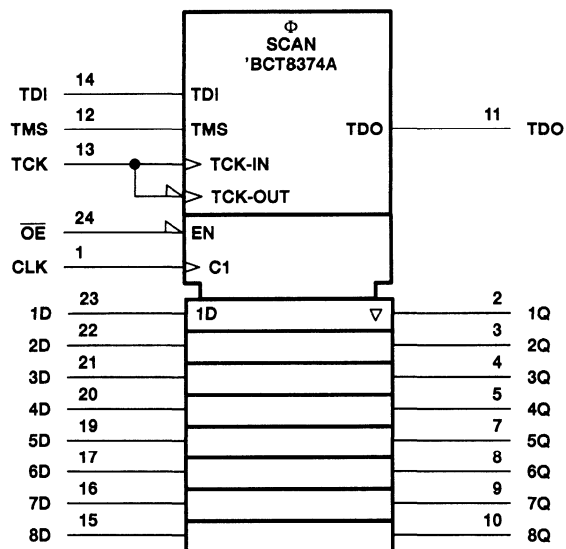 Φ
SCAN
'BCT8374A
TDI 14 TDI
TMS 12 TMS TDO 11 TDO
TCK 13 TCK-IN
TCK-OUT
OE 24 EN
CLK 1 C1
1D 23 1D 2 1Q
2D 22 3 2Q
3D 21 4 3Q
4D 20 5 4Q
5D 19 7 5Q
6D 17 8 6Q
7D 16 9 7Q
8D 15 10 8Q